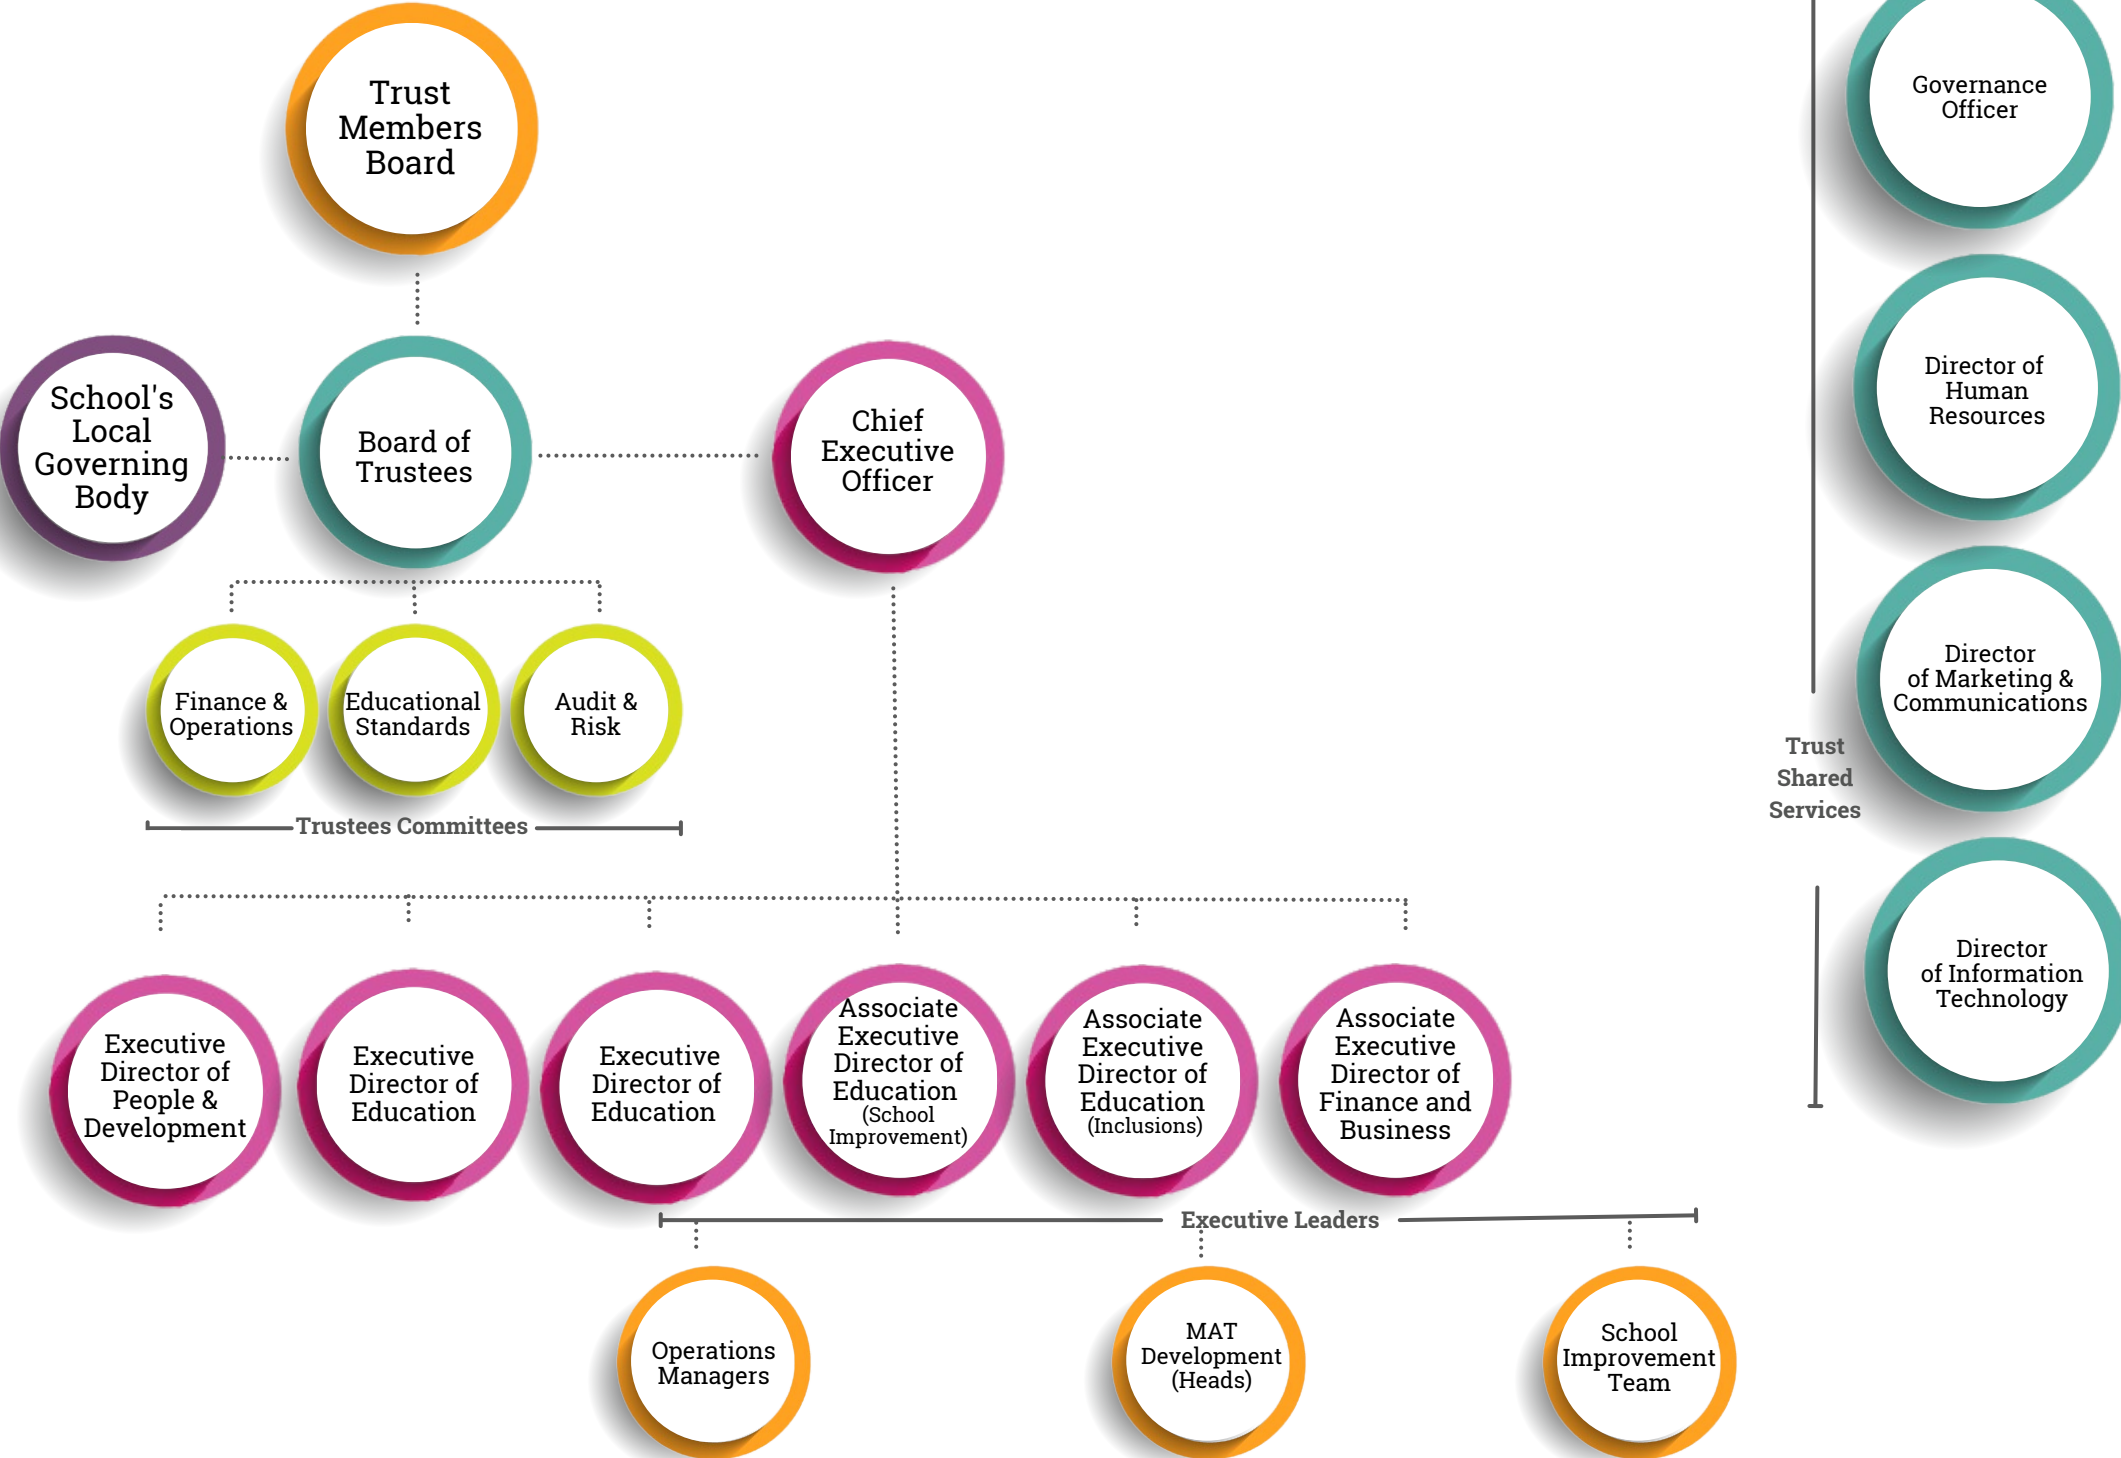 Trust
Members
Board
School's
Local
Governing
Body
Board of
Trustees
Chief
Executive
Officer
Finance &
Operations
Educational
Standards
Audit &
Risk
Trustees Committees
Executive
Director of
People &
Development
Executive
Director of
Education
Executive
Director of
Education
Associate
Executive
Director of
Education
(School
Improvement)
Associate
Executive
Director of
Education
(Inclusions)
Associate
Executive
Director of
Finance and
Business
Executive Leaders
Operations
Managers
MAT
Development
(Heads)
School
Improvement
Team
Governance
Officer
Director of
Human
Resources
Director
of Marketing &
Communications
Trust
Shared
Services
Director
of Information
Technology